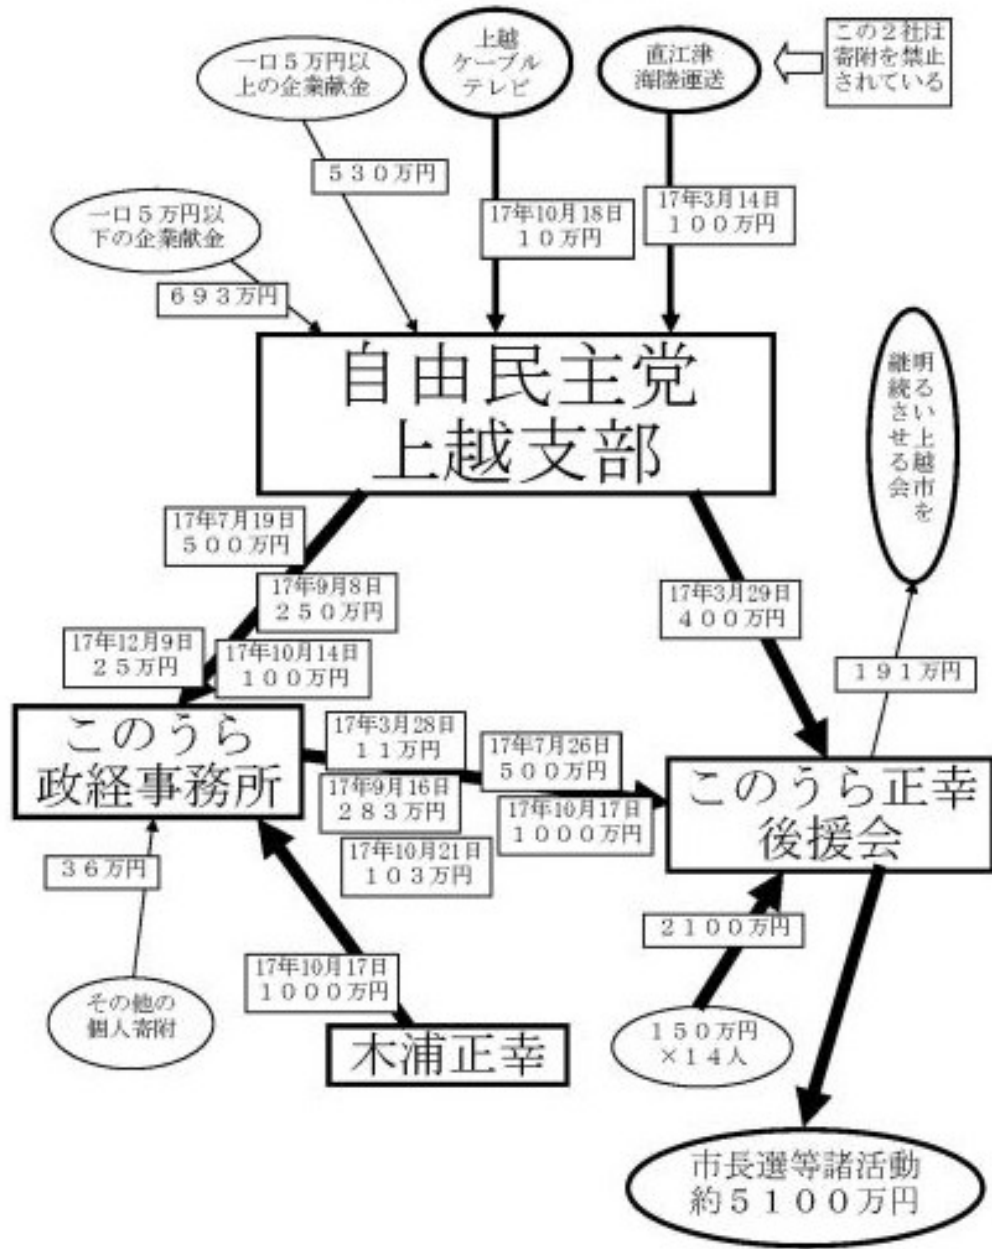 一口５万円以
上の企業献金
上越
ケーブル
テレビ
直江津
海陸運送
この２社は
寄附を禁止
されている
５３０万円
17年10月18日
１０万円
17年3月14日
１００万円
一口５万円以
下の企業献金
６９３万円
自由民主党
上越支部
明るい上越市を
継続させる会
17年7月19日
５００万円
17年9月8日
２５０万円
17年12月9日
２５万円
17年10月14日
１００万円
17年3月29日
４００万円
１９１万円
このうら
政経事務所
17年3月28日
１１万円
17年7月26日
５００万円
17年9月16日
２８３万円
17年10月17日
１０００万円
17年10月21日
１０３万円
このうら正幸
後援会
３６万円
２１００万円
17年10月17日
１０００万円
その他の
個人寄附
木浦正幸
１５０万円
×１４人
市長選等諸活動
約５１００万円